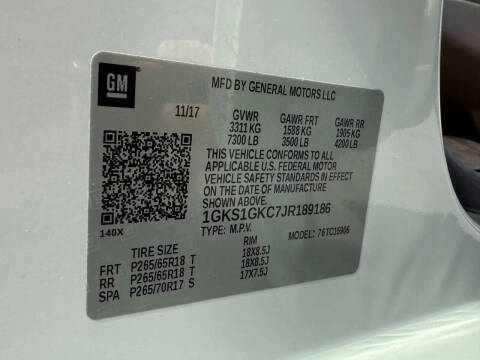 GM
MFD BY GENERAL MOTORS LLC
11/17
GVWR GAWR FRT GAWR RR
3311 KG 1588 KG 1905 KG
7300 LB 3500 LB 4200 LB
THIS VEHICLE CONFORMS TO ALL
APPLICABLE U.S. FEDERAL MOTOR
VEHICLE SAFETY STANDARDS IN EFFECT
ON THE DATE OF MANUFACTURE
1GKS1GKC7JR189186
TYPE: M.P.V. MODEL: 76TC15906
140X
TIRE SIZE RIM
FRT P265/65R18 T 18X8.5J
RR P265/65R18 T 18X8.5J
SPA P265/70R17 S 17X7.5J